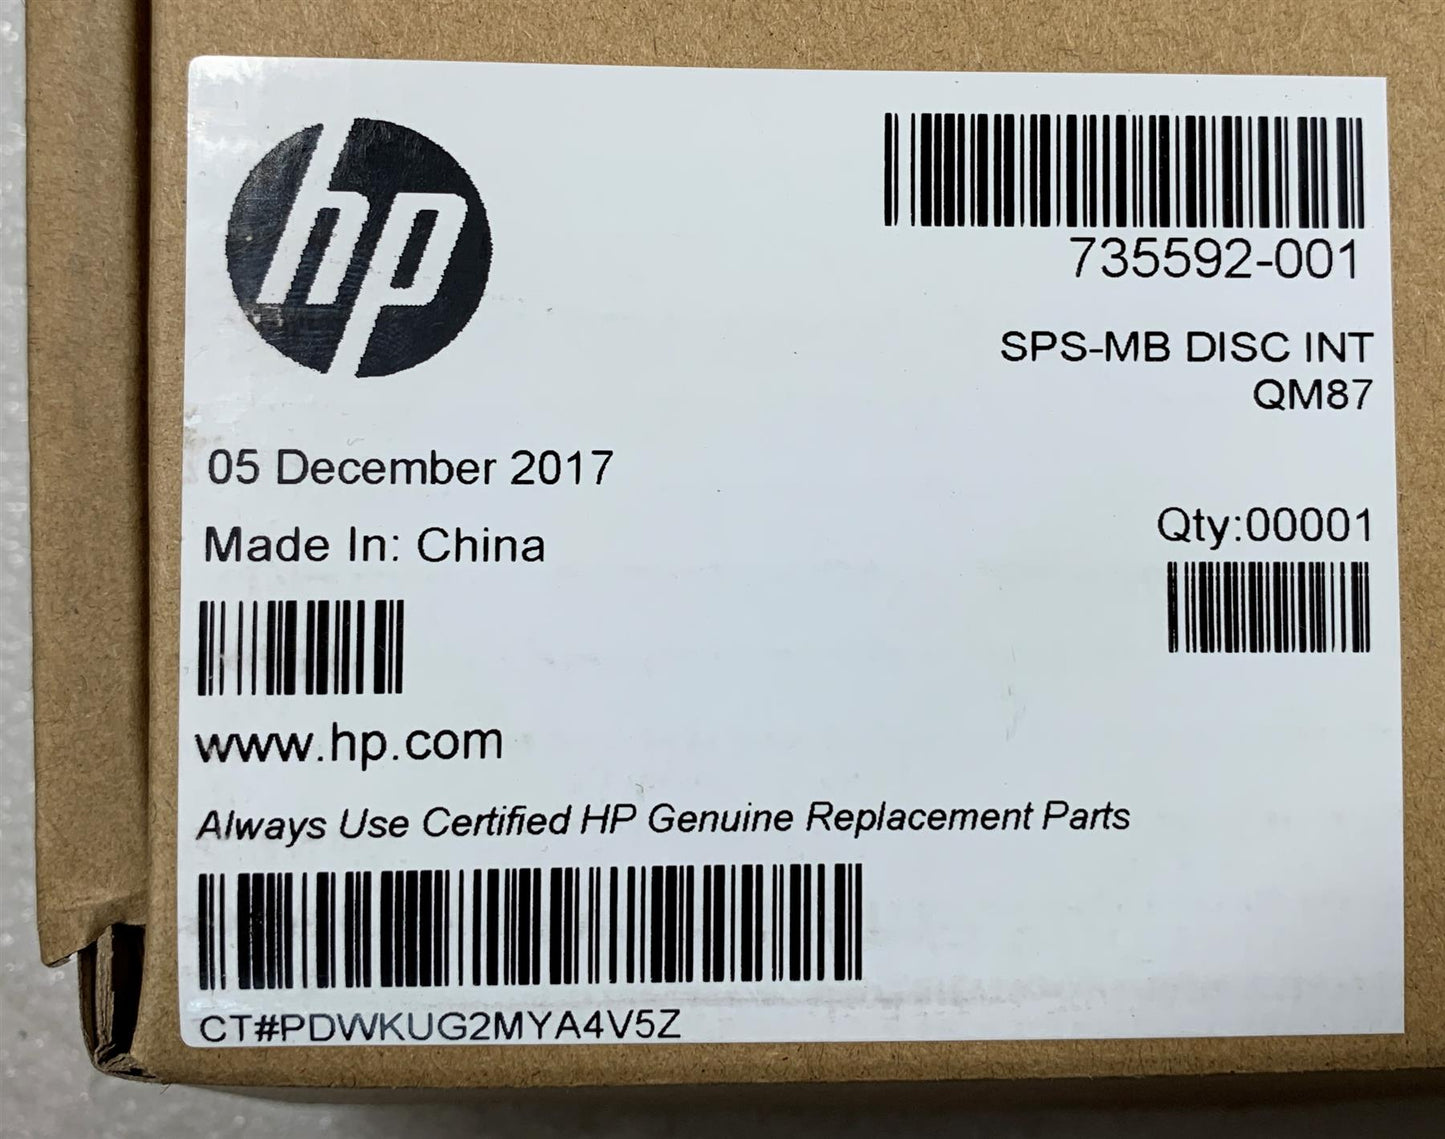 hp
735592-001
SPS-MB DISC INT
QM87
05 December 2017
Made In: China
Qty:00001
www.hp.com
Always Use Certified HP Genuine Replacement Parts
CT#PDWKUG2MYA4V5Z